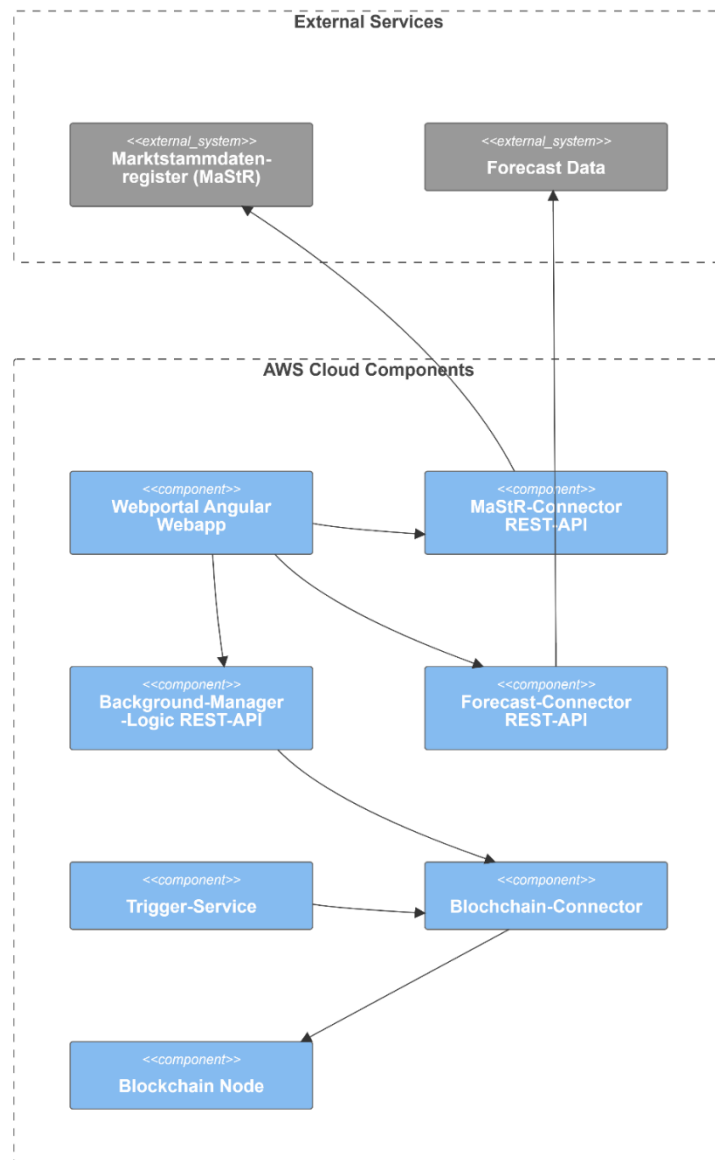 External Services
<<external_system>>
Marktstammdaten-
register (MaStR)
<<external_system>>
Forecast Data
AWS Cloud Components
<<component>>
Webportal Angular
Webapp
<<component>>
MaStR-Connector
REST-API
<<component>>
Background-Manager
-Logic REST-API
<<component>>
Forecast-Connector
REST-API
<<component>>
Trigger-Service
<<component>>
Blochchain-Connector
<<component>>
Blockchain Node